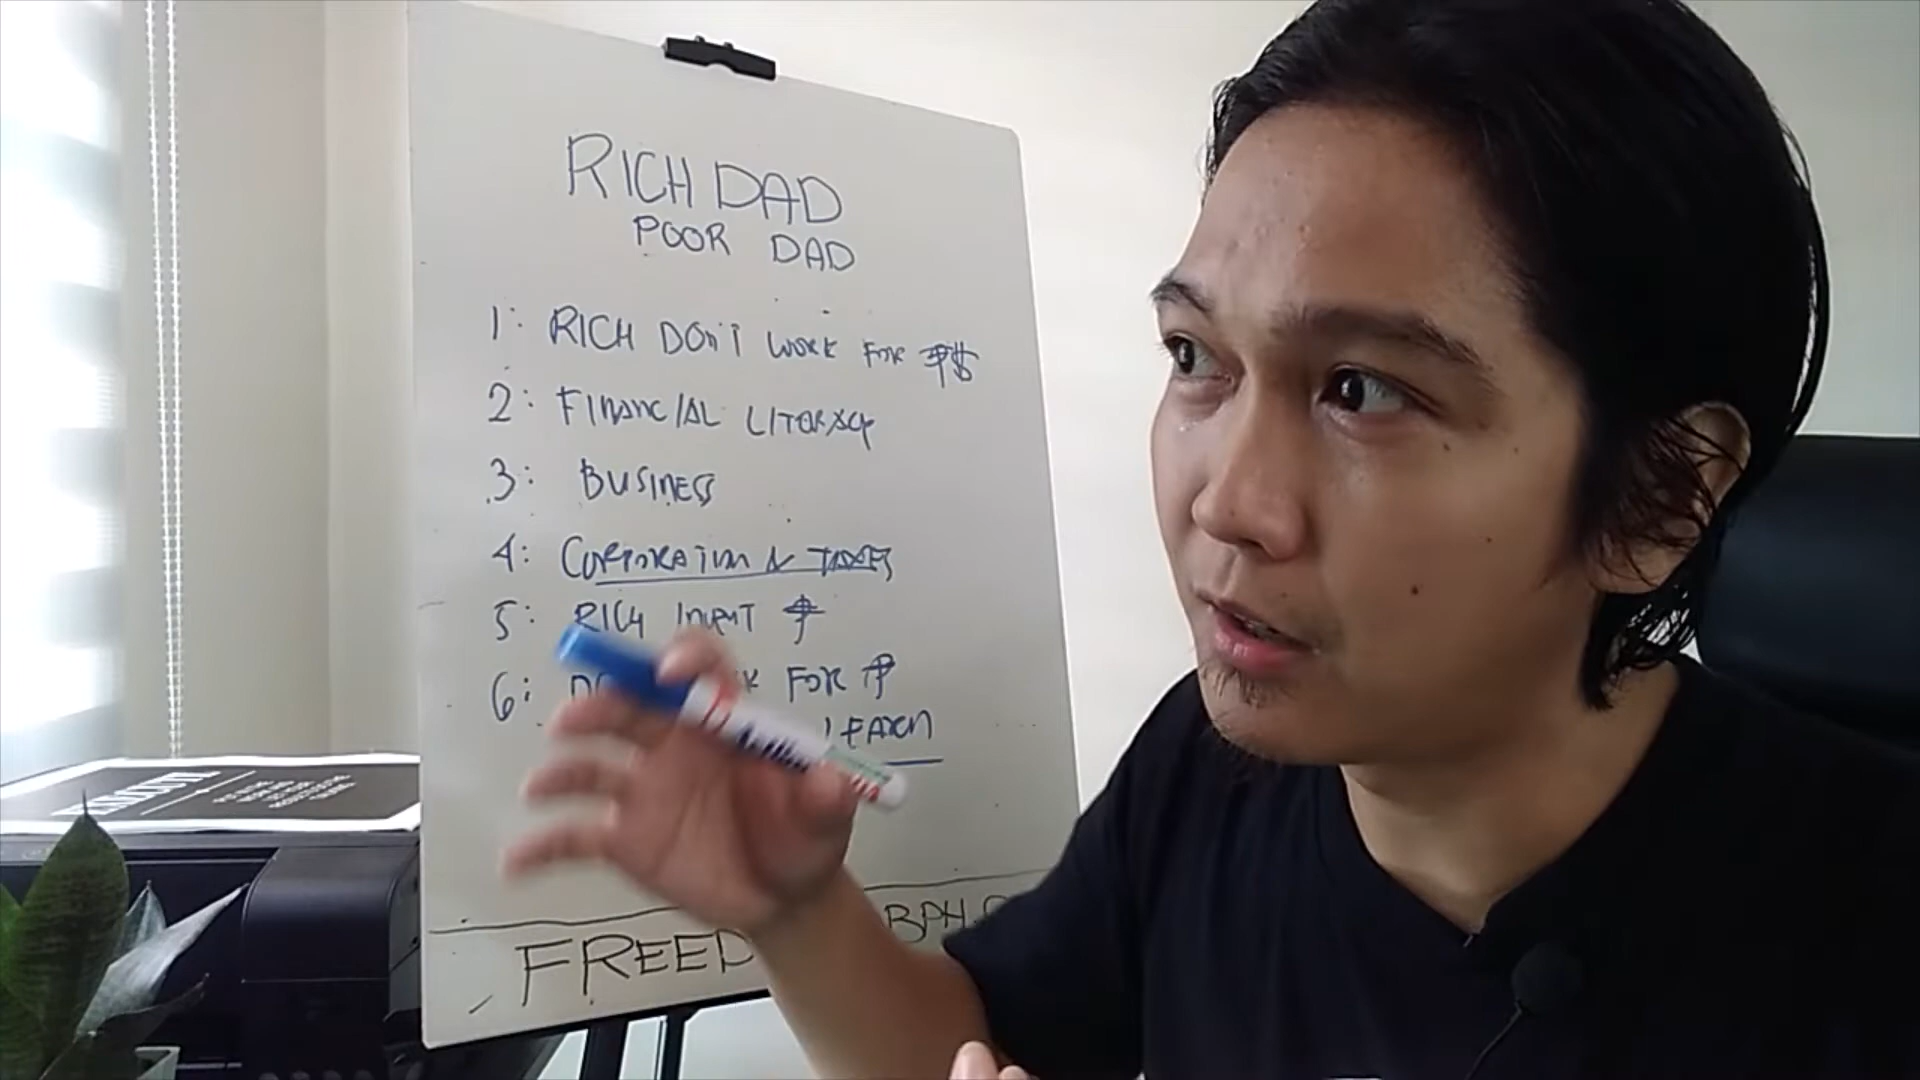 RICH DAD
POOR DAD
1: RICH DON'T WORK FOR ₱$
2: FINANCIAL LITERACY
3: BUSINESS
4: CORPORATION & TAXES
5: RICH INVENT ₱
6: FOR ₱
LEARN
BPH
FREED